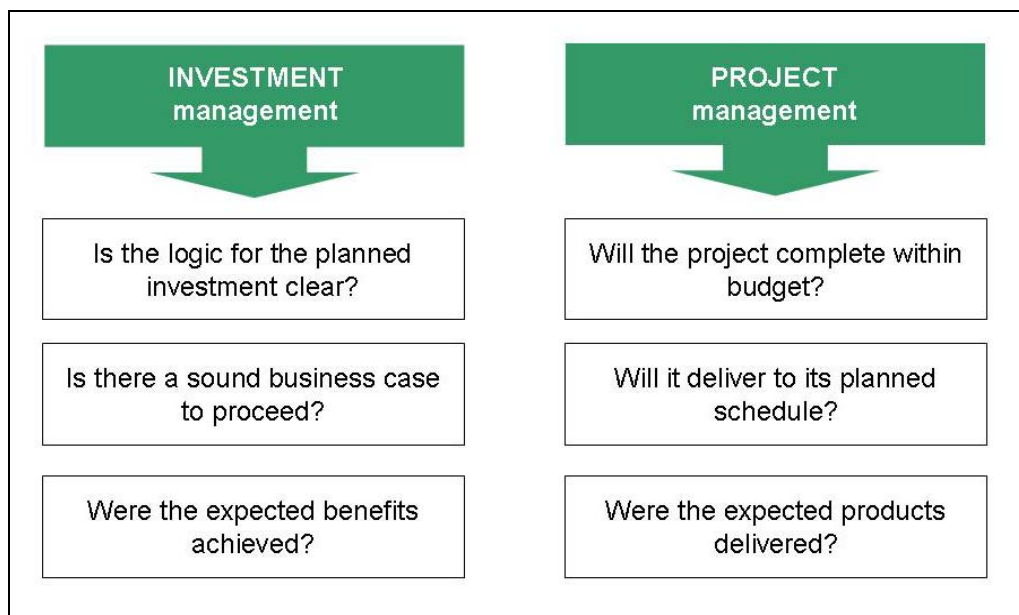 INVESTMENT
management
Is the logic for the planned
investment clear?
Is there a sound business case
to proceed?
Were the expected benefits
achieved?
PROJECT
management
Will the project complete within
budget?
Will it deliver to its planned
schedule?
Were the expected products
delivered?